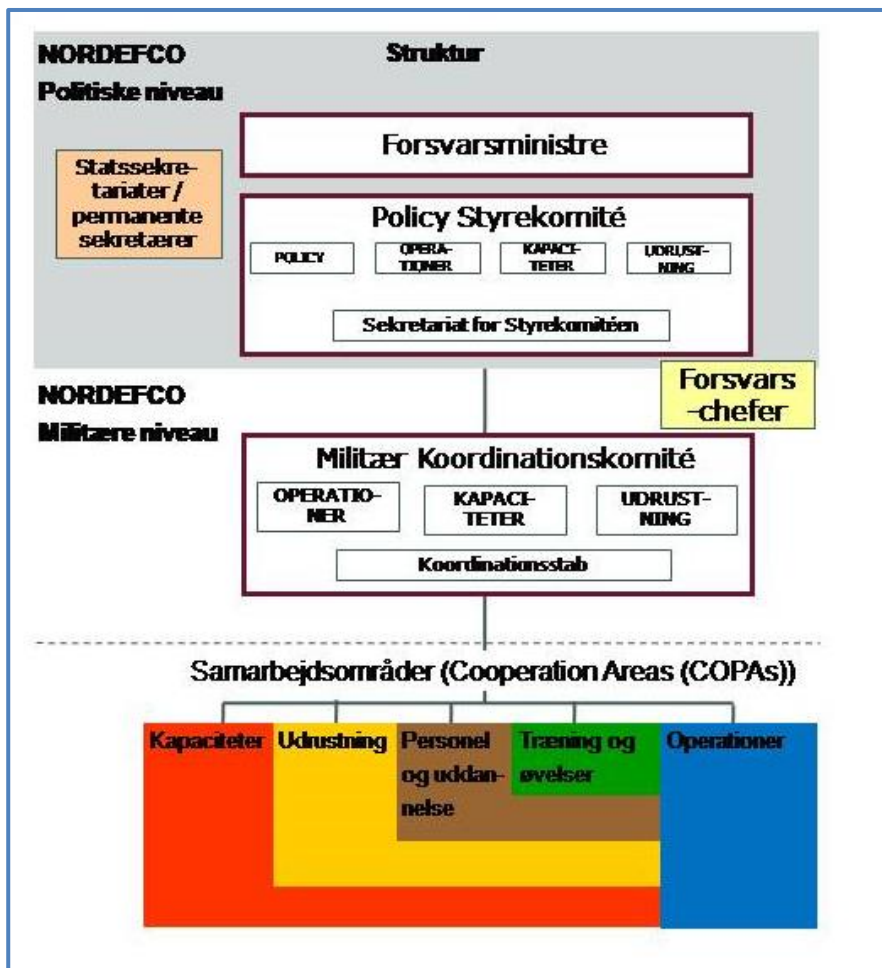 NORDEFCO
Struktur
Politiske niveau
Forsvarsministre
Statssekre-
tariater /
permanente
sekretærer
Policy Styrekomité
POLICY
OPERA-
TIONER
KAPACI-
TETER
UDRUST-
NING
Sekretariat for Styrekomitéen
Forsvars
-chefer
NORDEFCO
Militære niveau
Militær Koordinationskomité
OPERATIO-
NER
KAPACI-
TETER
UDRUST-
NING
Koordinationsstab
Samarbejdsområder (Cooperation Areas (COPAs))
Kapaciteter
Udrustning
Personel
og uddan-
nelse
Træning og
øvelser
Operationer